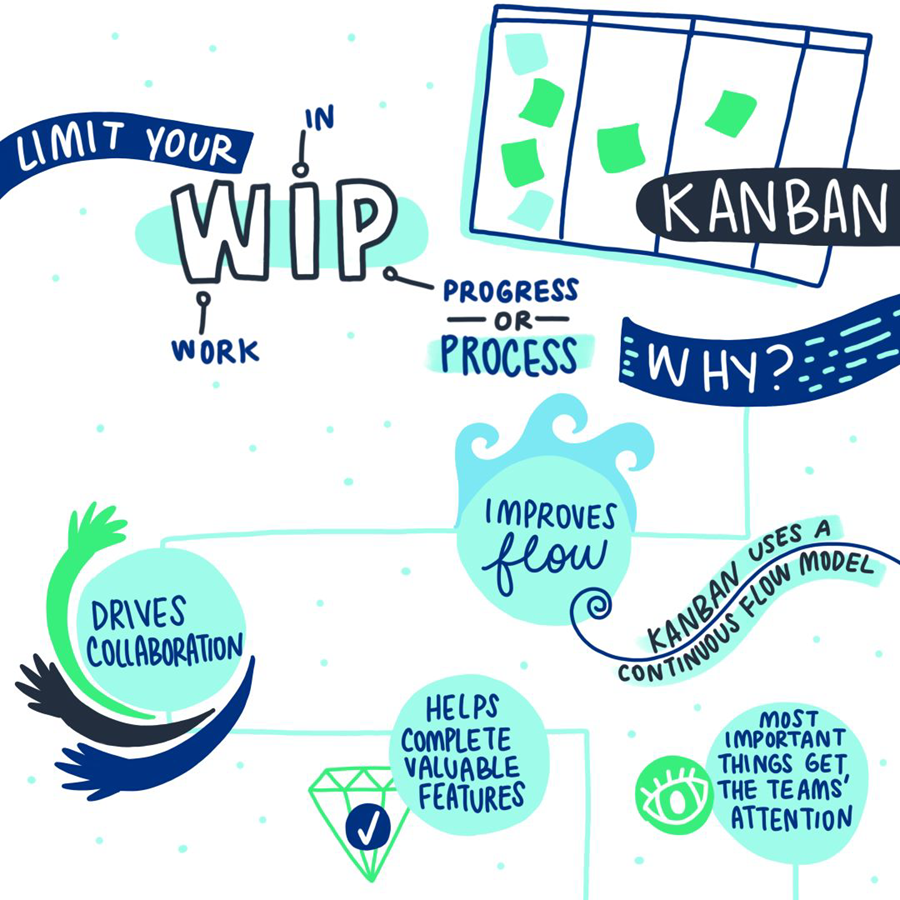 LIMIT YOUR
IN
WIP
WORK
PROGRESS
OR
PROCESS
KANBAN
WHY?
IMPROVES
flow
KANBAN USES A
CONTINUOUS FLOW MODEL
DRIVES
COLLABORATION
HELPS
COMPLETE
VALUABLE
FEATURES
MOST
IMPORTANT
THINGS GET
THE TEAMS'
ATTENTION